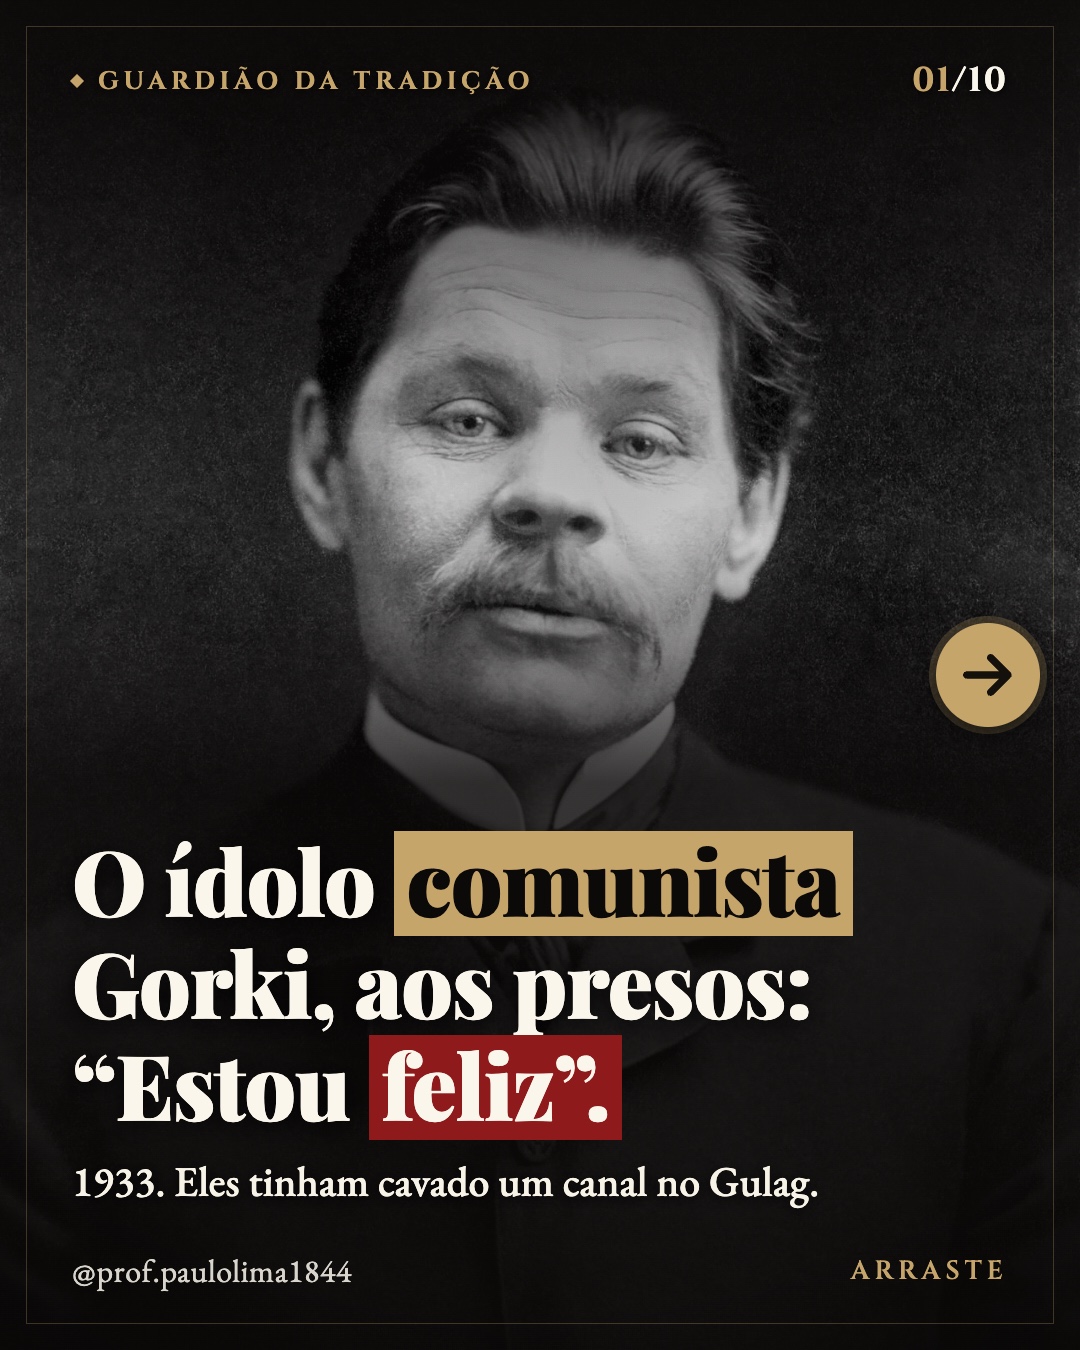 GUARDIÃO DA TRADIÇÃO
01/10
O ídolo comunista
Gorki, aos presos:
“Estou feliz”.
1933. Eles tinham cavado um canal no Gulag.
@prof.paulolima1844
ARRASTE